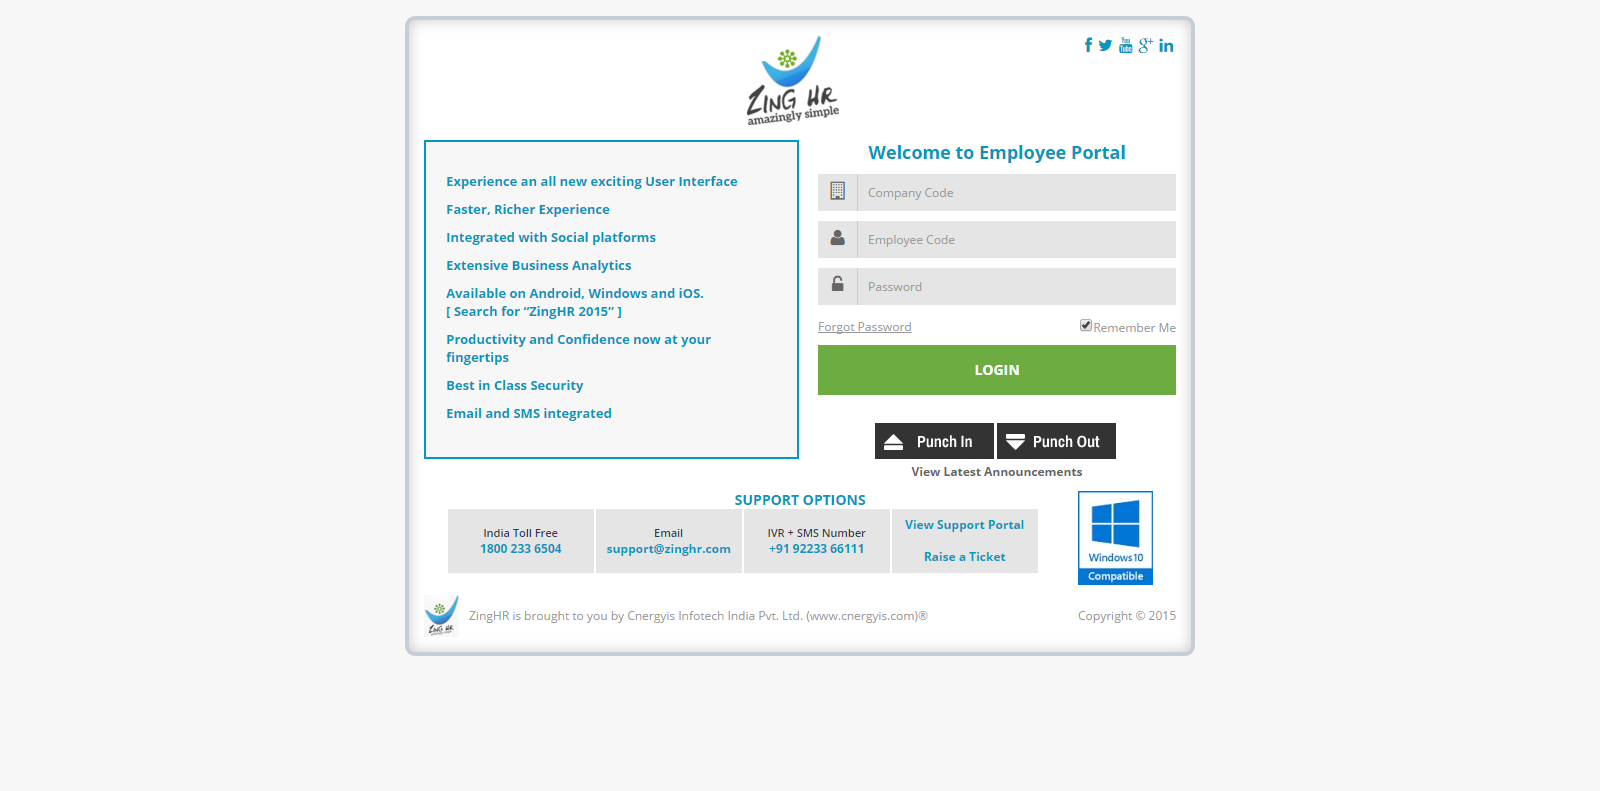 ZING HR
amazingly simple
You
Tube
Welcome to Employee Portal
Experience an all new exciting User Interface
Faster, Richer Experience
Integrated with Social platforms
Extensive Business Analytics
Available on Android, Windows and iOS.
[ Search for “ZingHR 2015” ]
Productivity and Confidence now at your
fingertips
Best in Class Security
Email and SMS integrated
Company Code
Employee Code
Password
Forgot Password
Remember Me
LOGIN
Punch In
Punch Out
View Latest Announcements
SUPPORT OPTIONS
India Toll Free
1800 233 6504
Email
support@zinghr.com
IVR + SMS Number
+91 92233 66111
View Support Portal
Raise a Ticket
Windows 10
Compatible
ZING HR
ZingHR is brought to you by Cnergyis Infotech India Pvt. Ltd. (www.cnergyis.com)®
Copyright © 2015